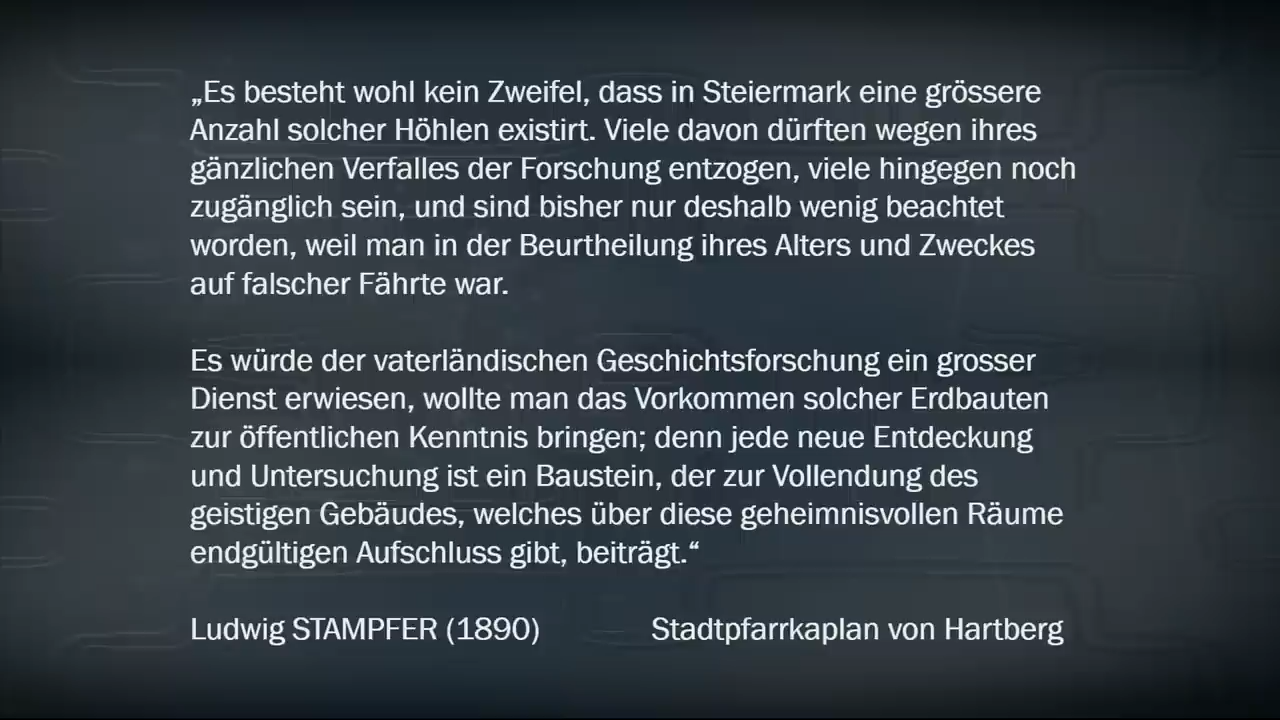 „Es besteht wohl kein Zweifel, dass in Steiermark eine grössere
Anzahl solcher Höhlen existirt. Viele davon dürften wegen ihres
gänzlichen Verfalles der Forschung entzogen, viele hingegen noch
zugänglich sein, und sind bisher nur deshalb wenig beachtet
worden, weil man in der Beurtheilung ihres Alters und Zweckes
auf falscher Fährte war.
Es würde der vaterländischen Geschichtsforschung ein grosser
Dienst erwiesen, wollte man das Vorkommen solcher Erdbauten
zur öffentlichen Kenntnis bringen; denn jede neue Entdeckung
und Untersuchung ist ein Baustein, der zur Vollendung des
geistigen Gebäudes, welches über diese geheimnisvollen Räume
endgültigen Aufschluss gibt, beiträgt.“
Ludwig STAMPFER (1890) Stadtpfarrkaplan von Hartberg